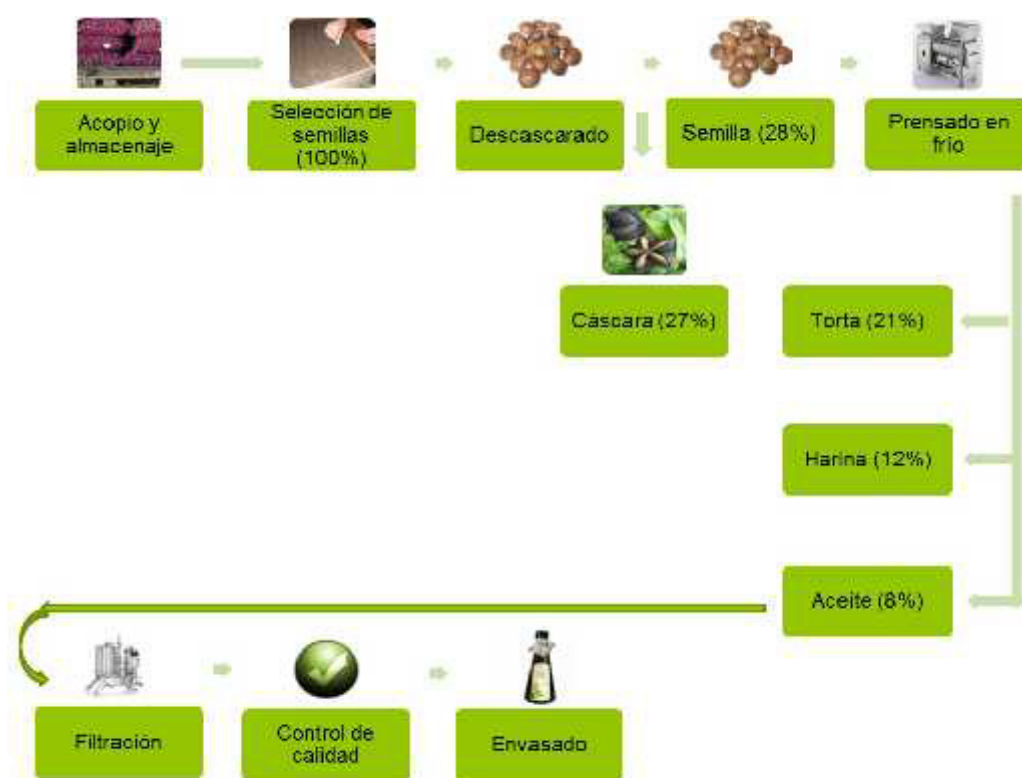 Acopio y
almacenaje
Selección de
semillas
(100%)
Descascarado
Semilla (28%)
Prensado en
frío
Cáscara (27%)
Torta (21%)
Harina (12%)
Aceite (8%)
Filtración
Control de
calidad
Envasado